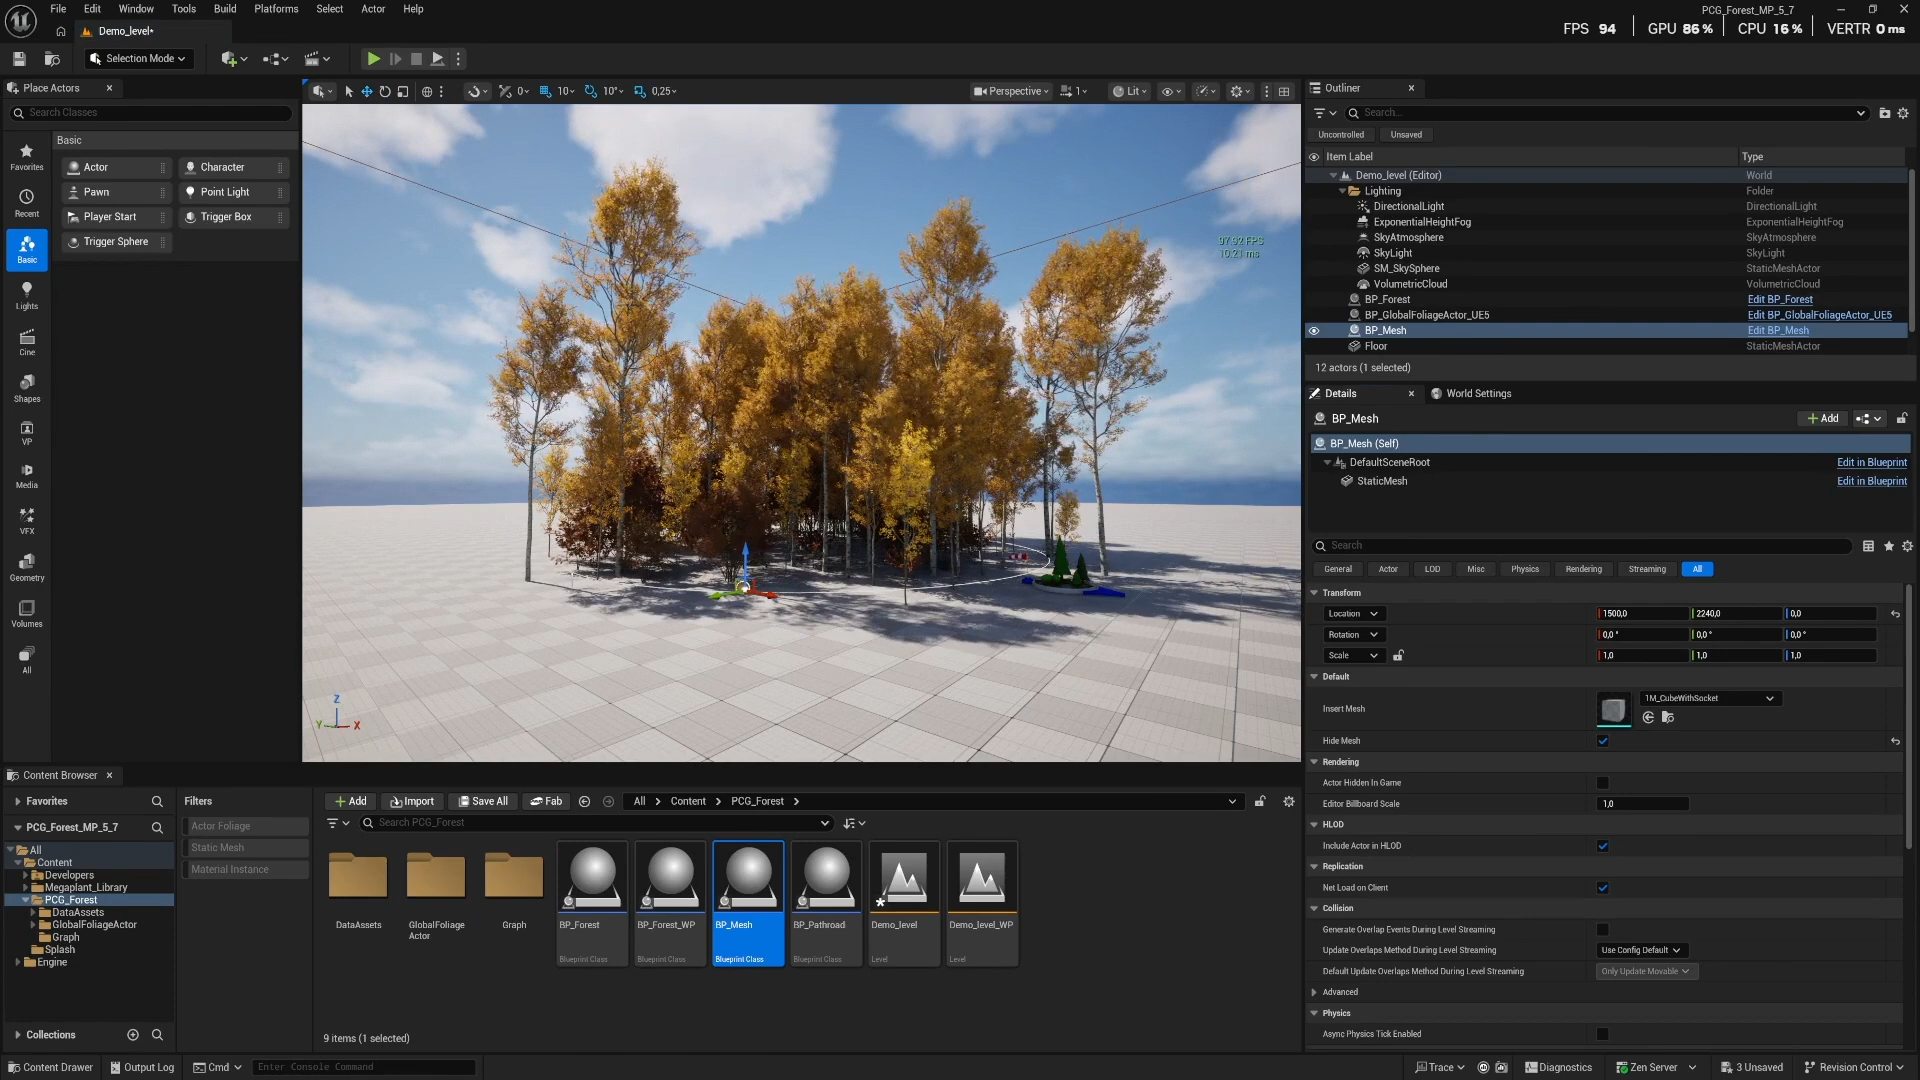 File Edit Window Tools Build Platforms Select Actor Help
PCG_Forest_MP_5_7
Demo_level*
FPS 94 GPU 86 % CPU 16 % VERTR 0 ms
Selection Mode
Place Actors
Search Classes
Basic
Favorites
Recent
Basic
Lights
Cine
Shapes
VP
Media
VFX
Geometry
Volumes
All
Actor Character
Pawn Point Light
Player Start Trigger Box
Trigger Sphere
0 10 10° 0,25
Perspective 1 Lit
97.92 FPS
10.21 ms
Z
Y X
Outliner
Search...
Uncontrolled Unsaved
Item Label Type
Demo_level (Editor) World
Lighting Folder
DirectionalLight DirectionalLight
ExponentialHeightFog ExponentialHeightFog
SkyAtmosphere SkyAtmosphere
SkyLight SkyLight
SM_SkySphere StaticMeshActor
VolumetricCloud VolumetricCloud
BP_Forest Edit BP_Forest
BP_GlobalFoliageActor_UE5 Edit BP_GlobalFoliageActor_UE5
BP_Mesh Edit BP_Mesh
Floor StaticMeshActor
12 actors (1 selected)
Details World Settings
BP_Mesh Add
BP_Mesh (Self)
DefaultSceneRoot Edit in Blueprint
StaticMesh Edit in Blueprint
Search
General Actor LOD Misc Physics Rendering Streaming All
Transform
Location 1500,0 2240,0 0,0
Rotation 0,0 ° 0,0 ° 0,0 °
Scale 1,0 1,0 1,0
Default
Insert Mesh 1M_CubeWithSocket
Hide Mesh
Rendering
Actor Hidden In Game
Editor Billboard Scale 1,0
HLOD
Include Actor in HLOD
Replication
Net Load on Client
Collision
Generate Overlap Events During Level Streaming
Update Overlaps Method During Level Streaming Use Config Default
Default Update Overlaps Method During Level Streaming Only Update Movable
Advanced
Physics
Async Physics Tick Enabled
Content Browser
Favorites
PCG_Forest_MP_5_7
All
Content
Developers
Megaplant_Library
PCG_Forest
DataAssets
GlobalFoliageActor
Graph
Splash
Engine
Collections
Filters
Actor Foliage
Static Mesh
Material Instance
Add Import Save All Fab All Content PCG_Forest
Search PCG_Forest
DataAssets
GlobalFoliage
Actor
Graph
BP_Forest
Blueprint Class
BP_Forest_WP
Blueprint Class
BP_Mesh
Blueprint Class
BP_Pathroad
Blueprint Class
Demo_level
Level
Demo_level_WP
Level
9 items (1 selected)
Content Drawer Output Log Cmd Enter Console Command
Trace Diagnostics Zen Server 3 Unsaved Revision Control